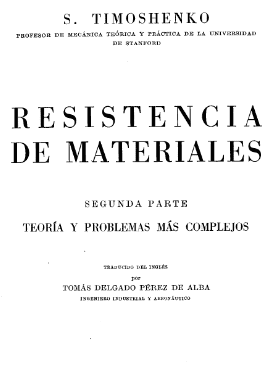 S. TIMOSHENKO
PROFESOR DE MECÁNICA TEÓRICA Y PRÁCTICA DE LA UNIVERSIDAD
DE STANFORD
RESISTENCIA
DE MATERIALES
SEGUNDA PARTE
TEORÍA Y PROBLEMAS MÁS COMPLEJOS
TRADUCIDO DEL INGLÉS
por
TOMÁS DELGADO PÉREZ DE ALBA
INGENIERO INDUSTRIAL Y AERONÁUTICO